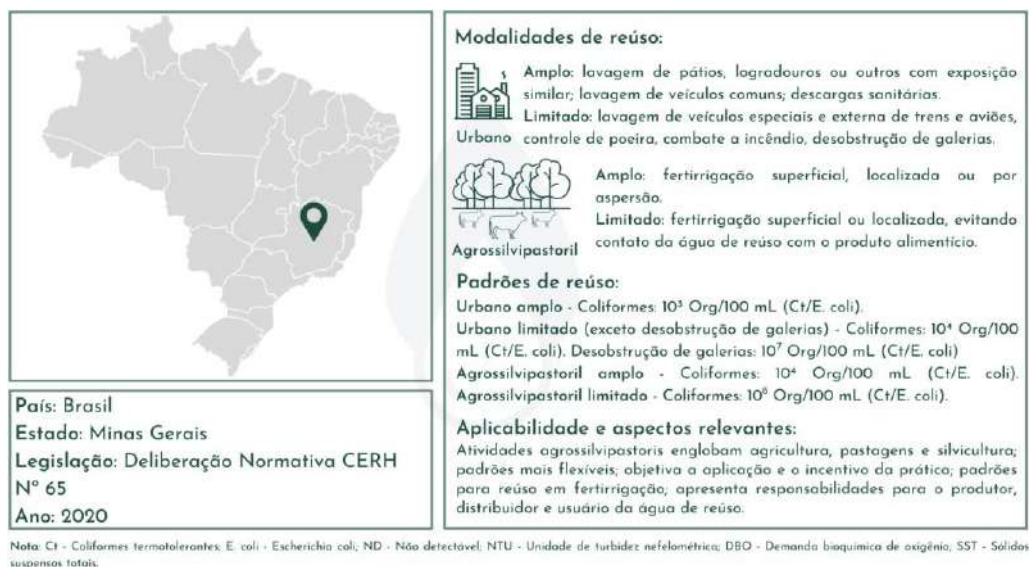 Modalidades de reúso:
Amplo: lavagem de pátios, logradouros ou outros com exposição
similar; lavagem de veículos comuns; descargas sanitárias.
Limitado: lavagem de veículos especiais e externa de trens e aviões,
controle de poeira, combate a incêndio, desobstrução de galerias.
Urbano
Amplo: fertirrigação superficial, localizada ou por
aspersão.
Limitado: fertirrigação superficial ou localizada, evitando
contato da água de reúso com o produto alimentício.
Agrossilvipastoril
Padrões de reúso:
Urbano amplo - Coliformes: 10³ Org/100 mL (Ct/E. coli).
Urbano limitado (exceto desobstrução de galerias) - Coliformes: 10⁴ Org/100
mL (Ct/E. coli). Desobstrução de galerias: 10⁷ Org/100 mL (Ct/E. coli)
Agrossilvipastoril amplo - Coliformes: 10⁴ Org/100 mL (Ct/E. coli).
Agrossilvipastoril limitado - Coliformes: 10⁶ Org/100 mL (Ct/E. coli).
Aplicabilidade e aspectos relevantes:
Atividades agrossilvipastoris englobam agricultura, pastagens e silvicultura;
padrões mais flexíveis; objetiva a aplicação e o incentivo da prática; padrões
para reúso em fertirrigação; apresenta responsabilidades para o produtor,
distribuidor e usuário da água de reúso.
País: Brasil
Estado: Minas Gerais
Legislação: Deliberação Normativa CERH
Nº 65
Ano: 2020
Nota: Ct - Coliformes termotolerantes; E. coli - Escherichia coli; ND - Não detectável; NTU - Unidade de turbidez nefelométrica; DBO - Demanda bioquímica de oxigênio; SST - Sólidos
suspensos totais.